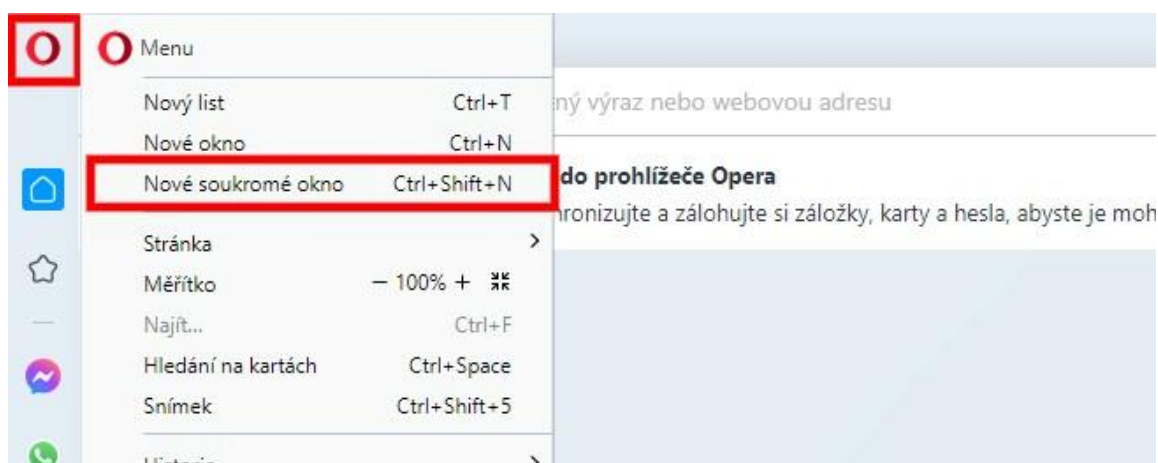 Menu
Nový list Ctrl+T
ný výraz nebo webovou adresu
Nové okno Ctrl+N
Nové soukromé okno Ctrl+Shift+N
do prohlížeče Opera
hronizujte a zálohujte si záložky, karty a hesla, abyste je moh
Stránka
Měřítko – 100% +
Najít... Ctrl+F
Hledání na kartách Ctrl+Space
Snímek Ctrl+Shift+5